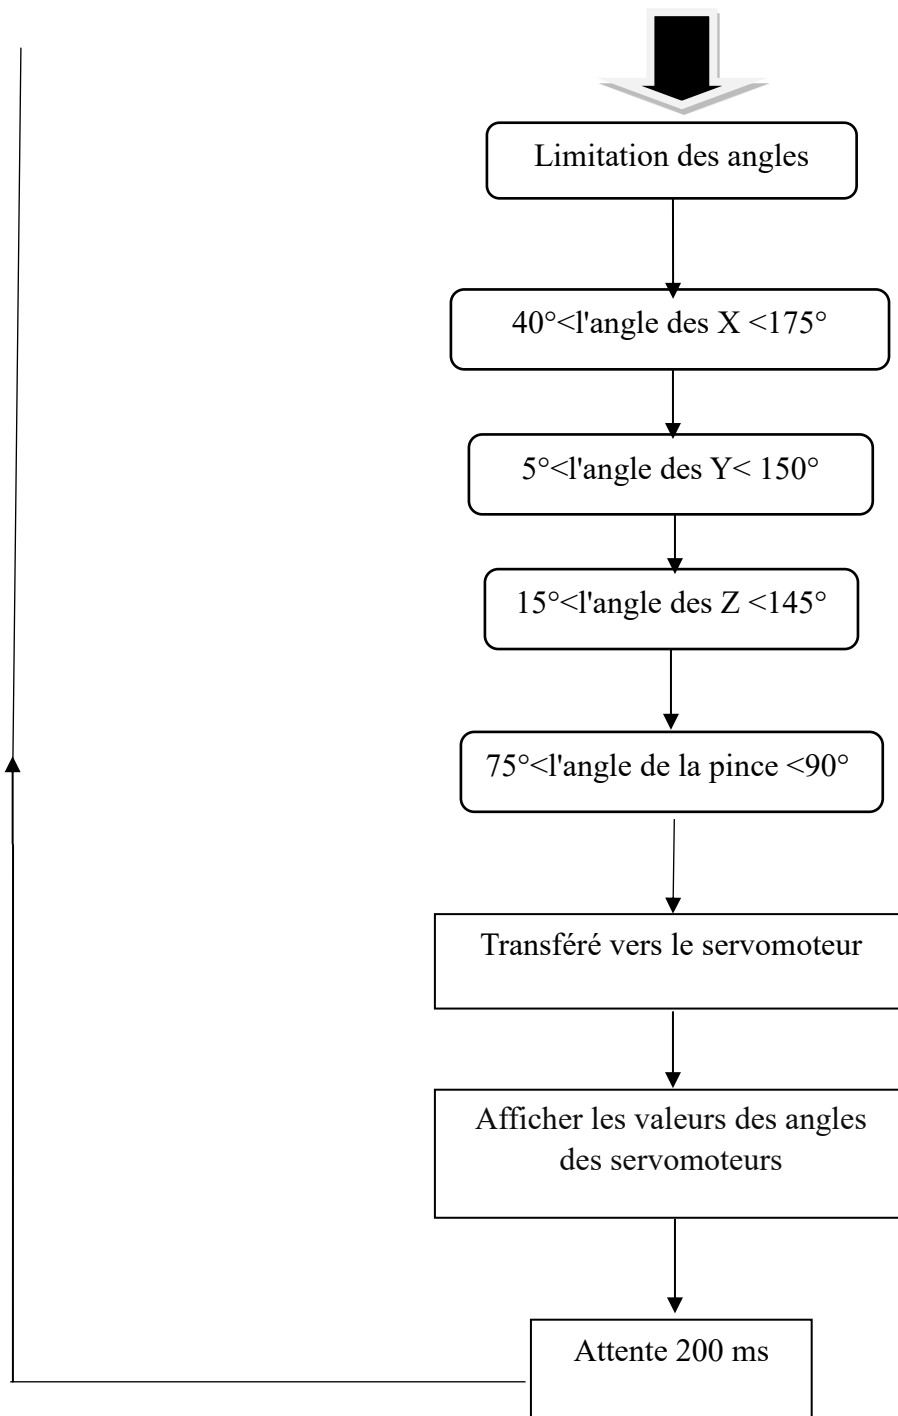 Limitation des angles
40°<l'angle des X <175°
5°<l'angle des Y< 150°
15°<l'angle des Z <145°
75°<l'angle de la pince <90°
Transféré vers le servomoteur
Afficher les valeurs des angles
des servomoteurs
Attente 200 ms